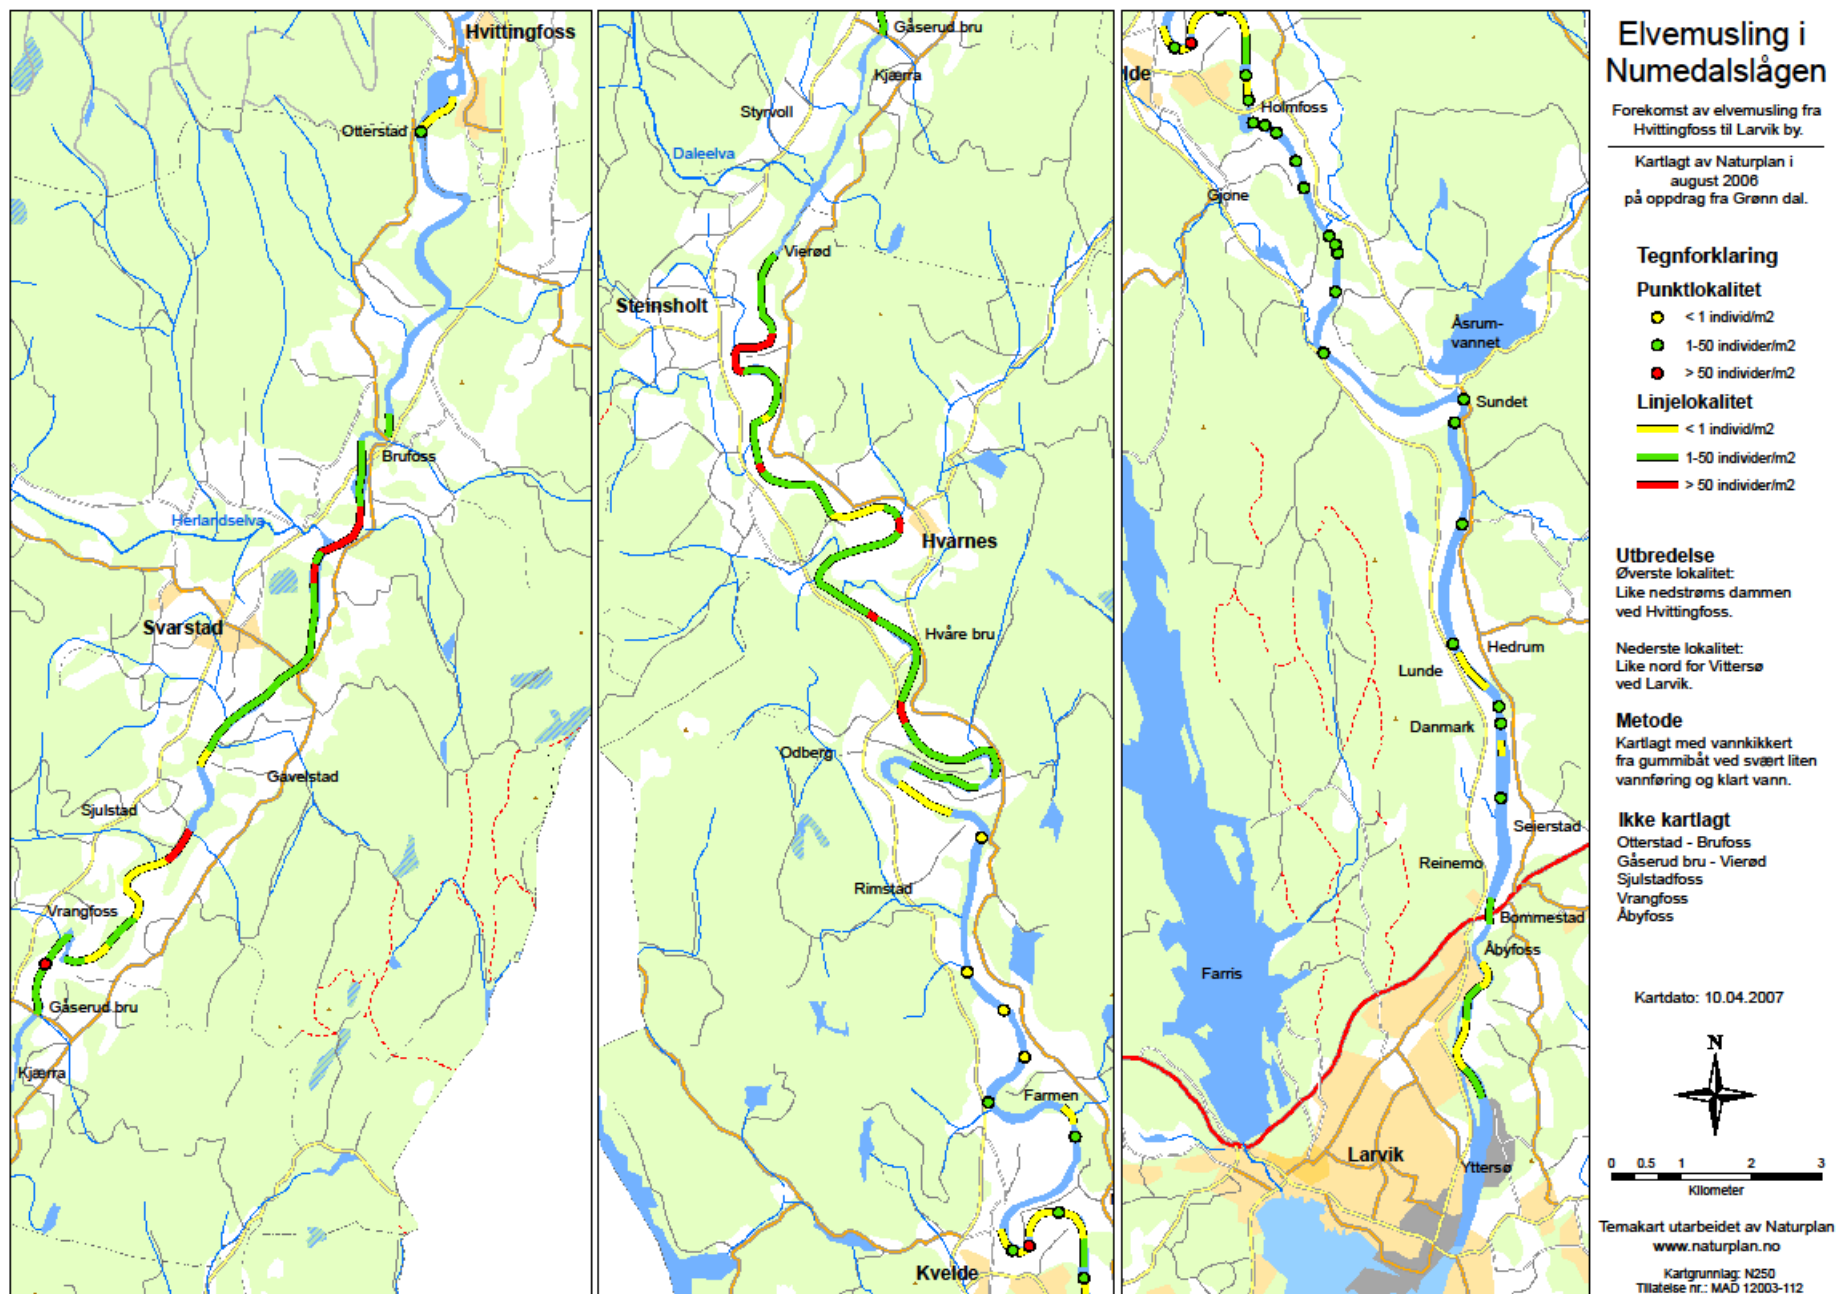 Hvittingfoss
Otterstad
Brufoss
Herlandselva
Svarstad
Gavelstad
Sjulstad
Vrangfoss
Gåserud bru
Kjærra
Gåserud bru
Kjærra
Styrvoll
Daleelva
Vierød
Steinsholt
Hvarnes
Hvåre bru
Odberg
Rimstad
Farmen
Kvelde
lde
Holmfoss
Gjone
Åsrum-
vannet
Sundet
Hedrum
Lunde
Danmark
Seierstad
Reinemo
Bommestad
Åbyfoss
Farris
Larvik
Yttersø
Elvemusling i
Numedalslågen
Forekomst av elvemusling fra
Hvittingfoss til Larvik by.
Kartlagt av Naturplan i
august 2006
på oppdrag fra Grønn dal.
Tegnforklaring
Punktlokalitet
< 1 individ/m2
1-50 individer/m2
> 50 individer/m2
Linjelokalitet
< 1 individ/m2
1-50 individer/m2
> 50 individer/m2
Utbredelse
Øverste lokalitet:
Like nedstrøms dammen
ved Hvittingfoss.
Nederste lokalitet:
Like nord for Vittersø
ved Larvik.
Metode
Kartlagt med vannkikkert
fra gummibåt ved svært liten
vannføring og klart vann.
Ikke kartlagt
Otterstad - Brufoss
Gåserud bru - Vierød
Sjulstadfoss
Vrangfoss
Åbyfoss
Kartdato: 10.04.2007
N
0 0.5 1 2 3
Kilometer
Temakart utarbeidet av Naturplan
www.naturplan.no
Kartgrunnlag: N250
Tillatelse nr.: MAD 12003-112